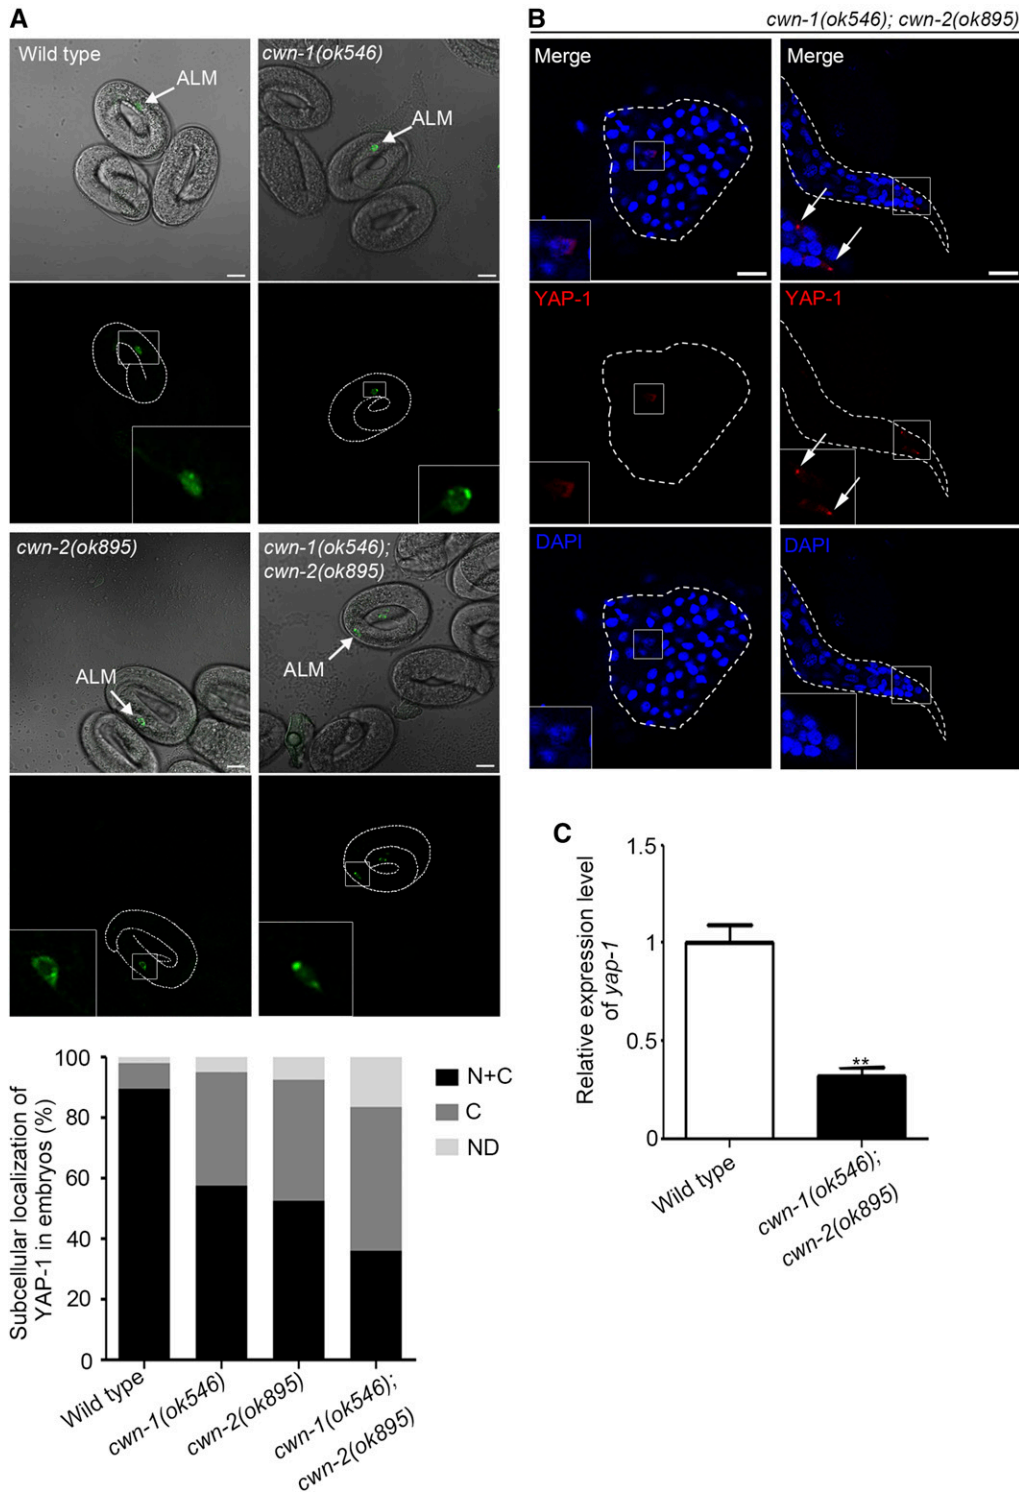 A
Wild type
ALM
cwn-1(ok546)
ALM
cwn-2(ok895)
ALM
cwn-1(ok546);
cwn-2(ok895)
ALM
Subcellular localization of
YAP-1 in embryos (%)
100
80
60
40
20
0
N+C
C
ND
Wild type
cwn-1(ok546)
cwn-2(ok895)
cwn-1(ok546);
cwn-2(ok895)
B
cwn-1(ok546); cwn-2(ok895)
Merge
Merge
YAP-1
YAP-1
DAPI
DAPI
C
Relative expression level
of yap-1
1.5
1
0.5
0
**
Wild type
cwn-1(ok546);
cwn-2(ok895)